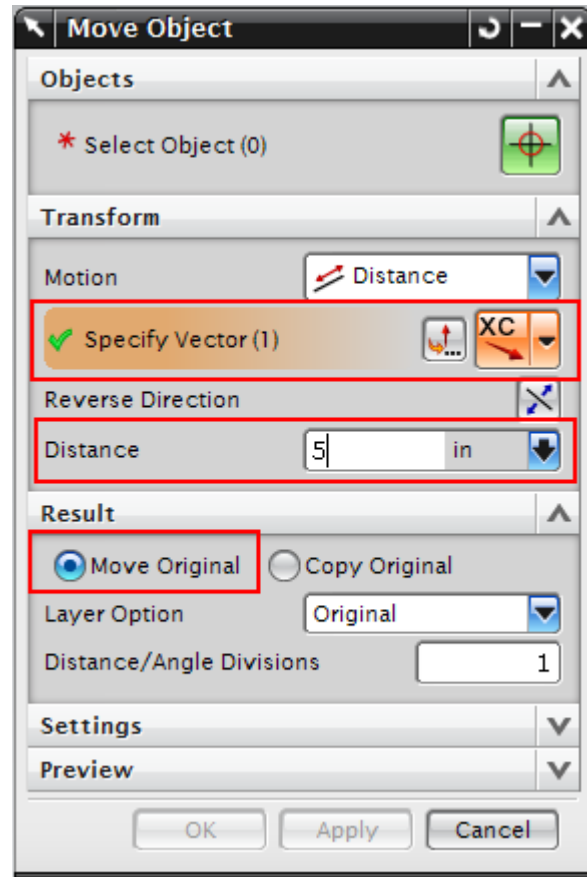 Move Object
Objects
* Select Object (0)
Transform
Motion Distance
Specify Vector (1) XC
Reverse Direction
Distance 5 in
Result
Move Original Copy Original
Layer Option Original
Distance/Angle Divisions 1
Settings
Preview
OK Apply Cancel